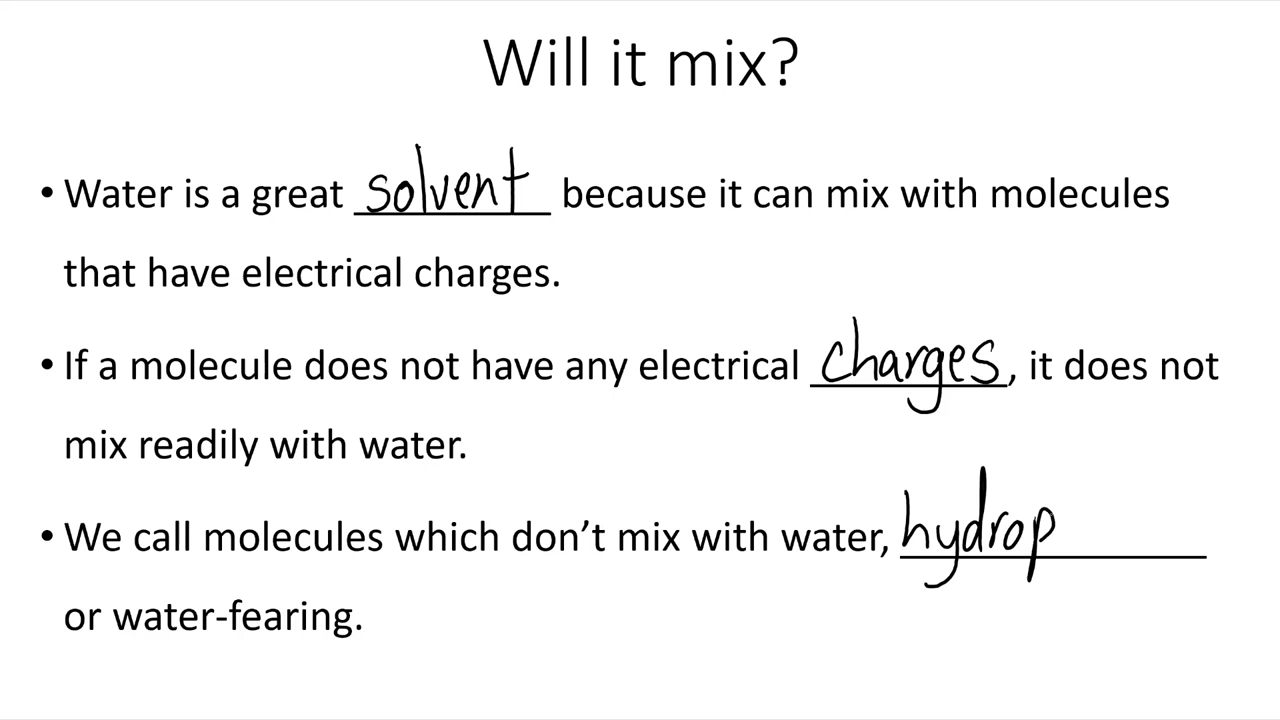 Will it mix?
• Water is a great solvent because it can mix with molecules
that have electrical charges.
• If a molecule does not have any electrical charges, it does not
mix readily with water.
• We call molecules which don’t mix with water, hydrop
or water-fearing.